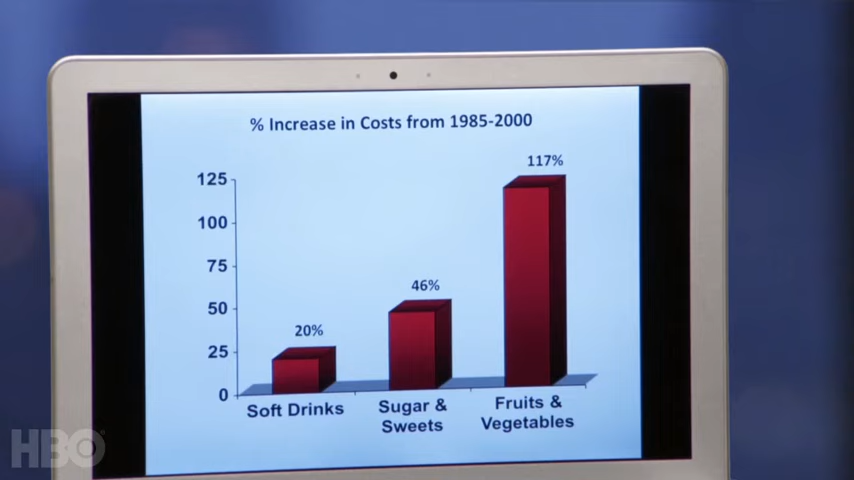 % Increase in Costs from 1985-2000
117%
125
100
75
46%
50
20%
25
0
Soft Drinks
Sugar &
Sweets
Fruits &
Vegetables
HBO